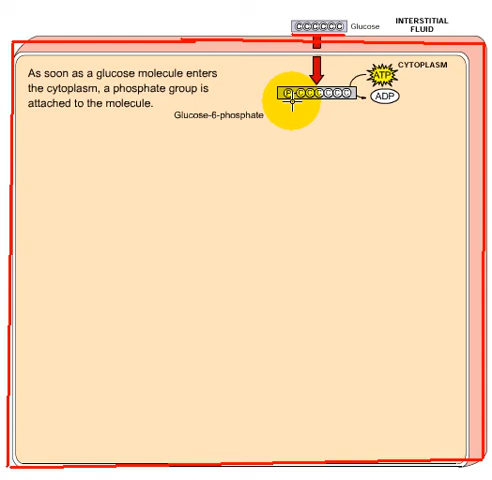 CCCCCC Glucose
INTERSTITIAL
FLUID
CYTOPLASM
As soon as a glucose molecule enters
the cytoplasm, a phosphate group is
attached to the molecule.
ATP
P CCCCCC
ADP
Glucose-6-phosphate